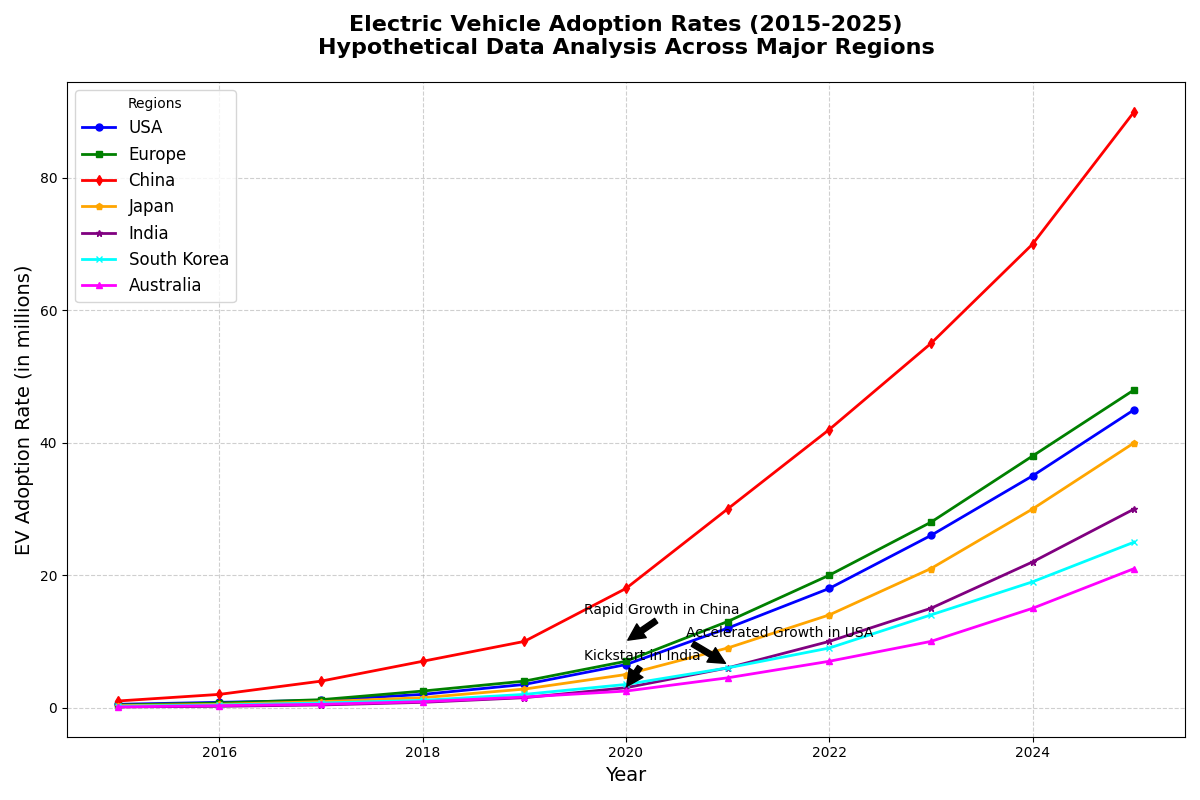 Electric Vehicle Adoption Rates (2015-2025)
Hypothetical Data Analysis Across Major Regions
Regions
USA
Europe
China
Japan
India
South Korea
Australia
EV Adoption Rate (in millions)
80
60
40
20
0
Rapid Growth in China
Accelerated Growth in USA
Kickstart in India
2016
2018
2020
2022
2024
Year